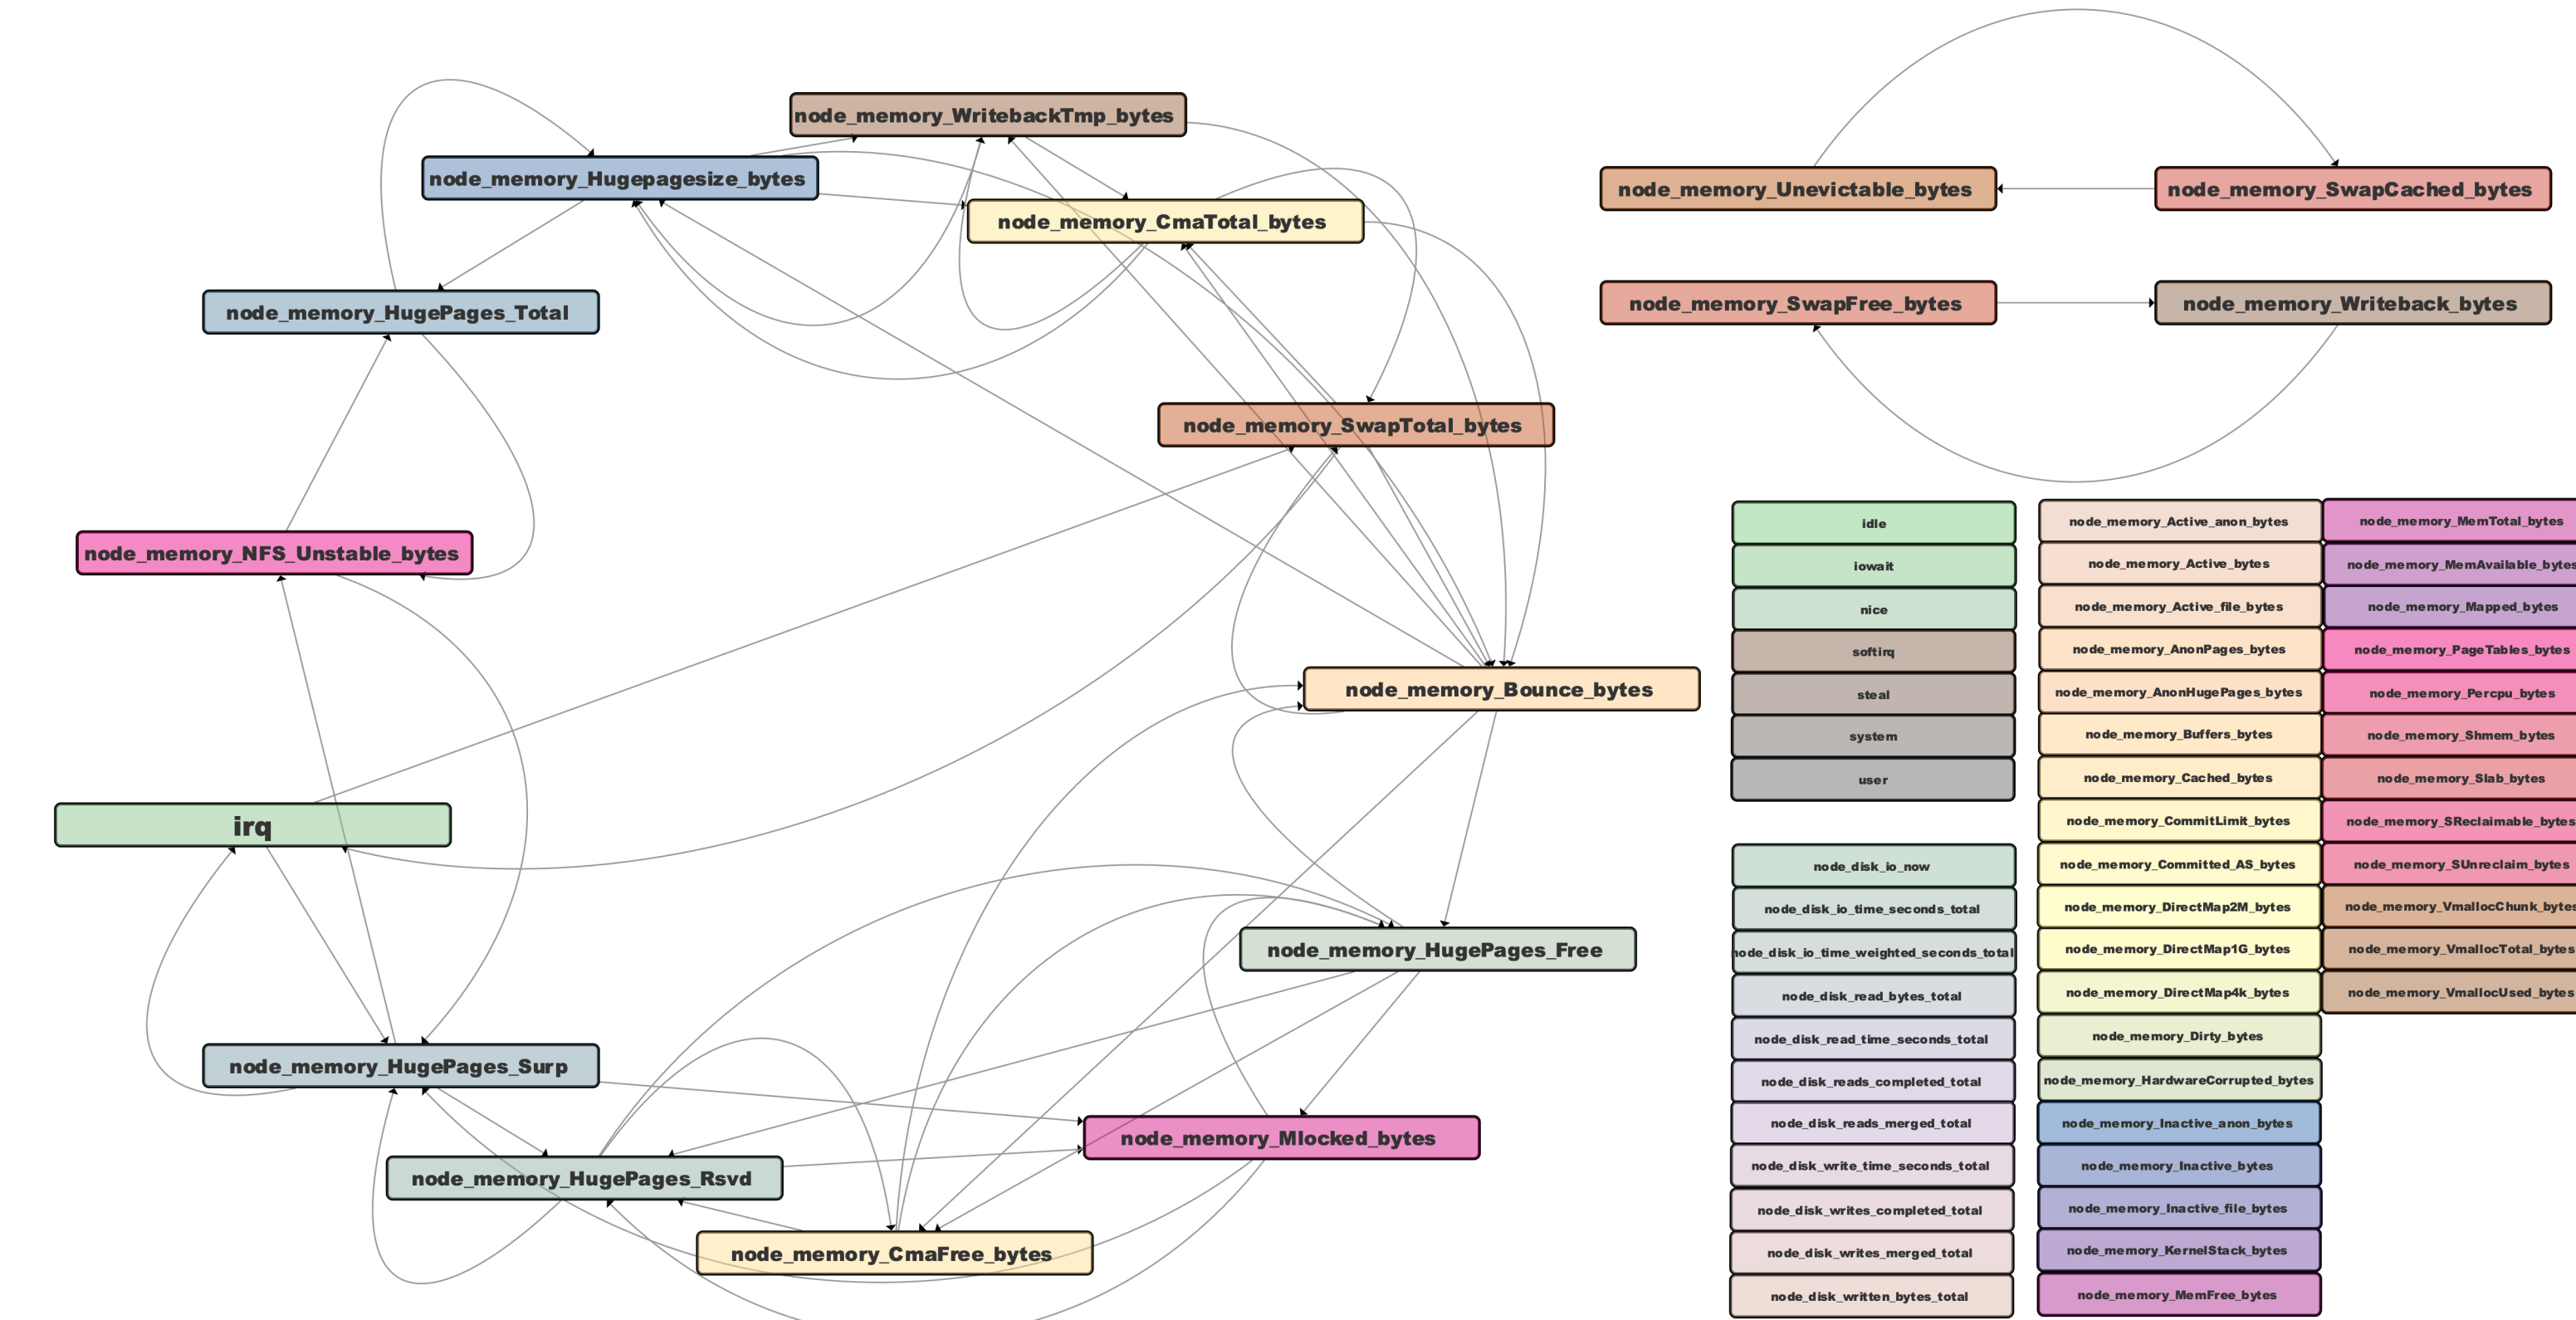 node_memory_WritebackTmp_bytes
node_memory_Hugepagesize_bytes
node_memory_CmaTotal_bytes
node_memory_HugePages_Total
node_memory_SwapTotal_bytes
node_memory_NFS_Unstable_bytes
node_memory_Bounce_bytes
irq
node_memory_HugePages_Free
node_memory_HugePages_Surp
node_memory_Mlocked_bytes
node_memory_HugePages_Rsvd
node_memory_CmaFree_bytes
node_memory_Unevictable_bytes
node_memory_SwapCached_bytes
node_memory_SwapFree_bytes
node_memory_Writeback_bytes
idle
iowait
nice
softirq
steal
system
user
node_disk_io_now
node_disk_io_time_seconds_total
node_disk_io_time_weighted_seconds_total
node_disk_read_bytes_total
node_disk_read_time_seconds_total
node_disk_reads_completed_total
node_disk_reads_merged_total
node_disk_write_time_seconds_total
node_disk_writes_completed_total
node_disk_writes_merged_total
node_disk_written_bytes_total
node_memory_Active_anon_bytes
node_memory_Active_bytes
node_memory_Active_file_bytes
node_memory_AnonPages_bytes
node_memory_AnonHugePages_bytes
node_memory_Buffers_bytes
node_memory_Cached_bytes
node_memory_CommitLimit_bytes
node_memory_Committed_AS_bytes
node_memory_DirectMap2M_bytes
node_memory_DirectMap1G_bytes
node_memory_DirectMap4k_bytes
node_memory_Dirty_bytes
node_memory_HardwareCorrupted_bytes
node_memory_Inactive_anon_bytes
node_memory_Inactive_bytes
node_memory_Inactive_file_bytes
node_memory_KernelStack_bytes
node_memory_MemFree_bytes
node_memory_MemTotal_bytes
node_memory_MemAvailable_bytes
node_memory_Mapped_bytes
node_memory_PageTables_bytes
node_memory_Percpu_bytes
node_memory_Shmem_bytes
node_memory_Slab_bytes
node_memory_SReclaimable_bytes
node_memory_SUnreclaim_bytes
node_memory_VmallocChunk_bytes
node_memory_VmallocTotal_bytes
node_memory_VmallocUsed_bytes